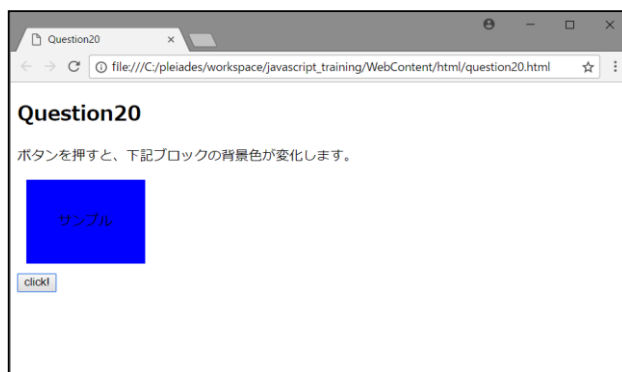 Question20
file:///C:/pleiades/workspace/javascript_training/WebContent/html/question20.html
Question20
ボタンを押すと、下記ブロックの背景色が変化します。
サンプル
click!